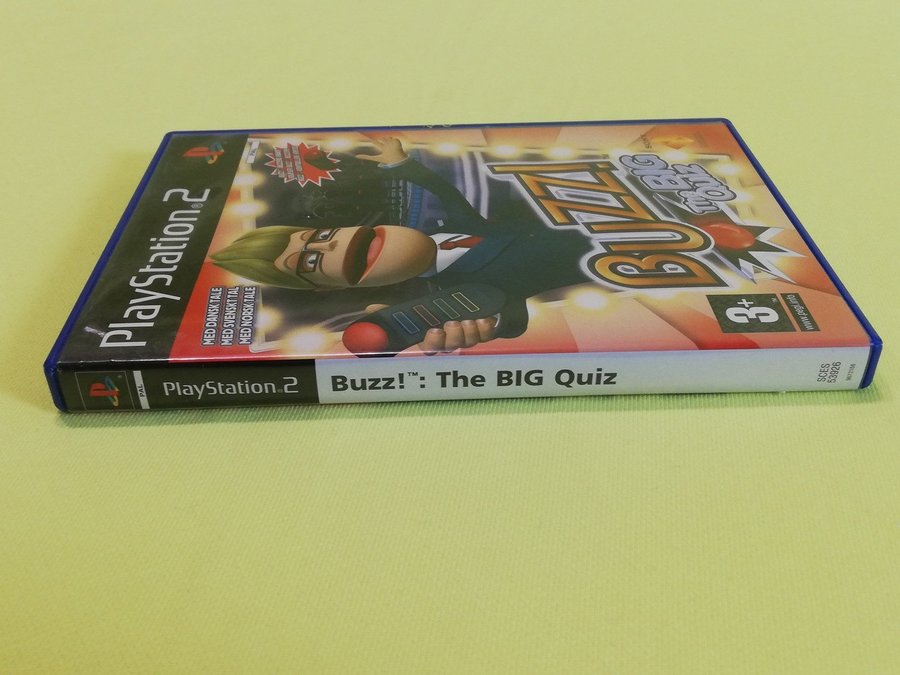 PlayStation®2
MED DANSK TALE
MED SVENSKT TAL
MED NORSK TALE
BUZZ!
THE BIG
QUIZ
3+
www.pegi.info
PAL
PlayStation®2
Buzz!™: The BIG Quiz
SCES
53926